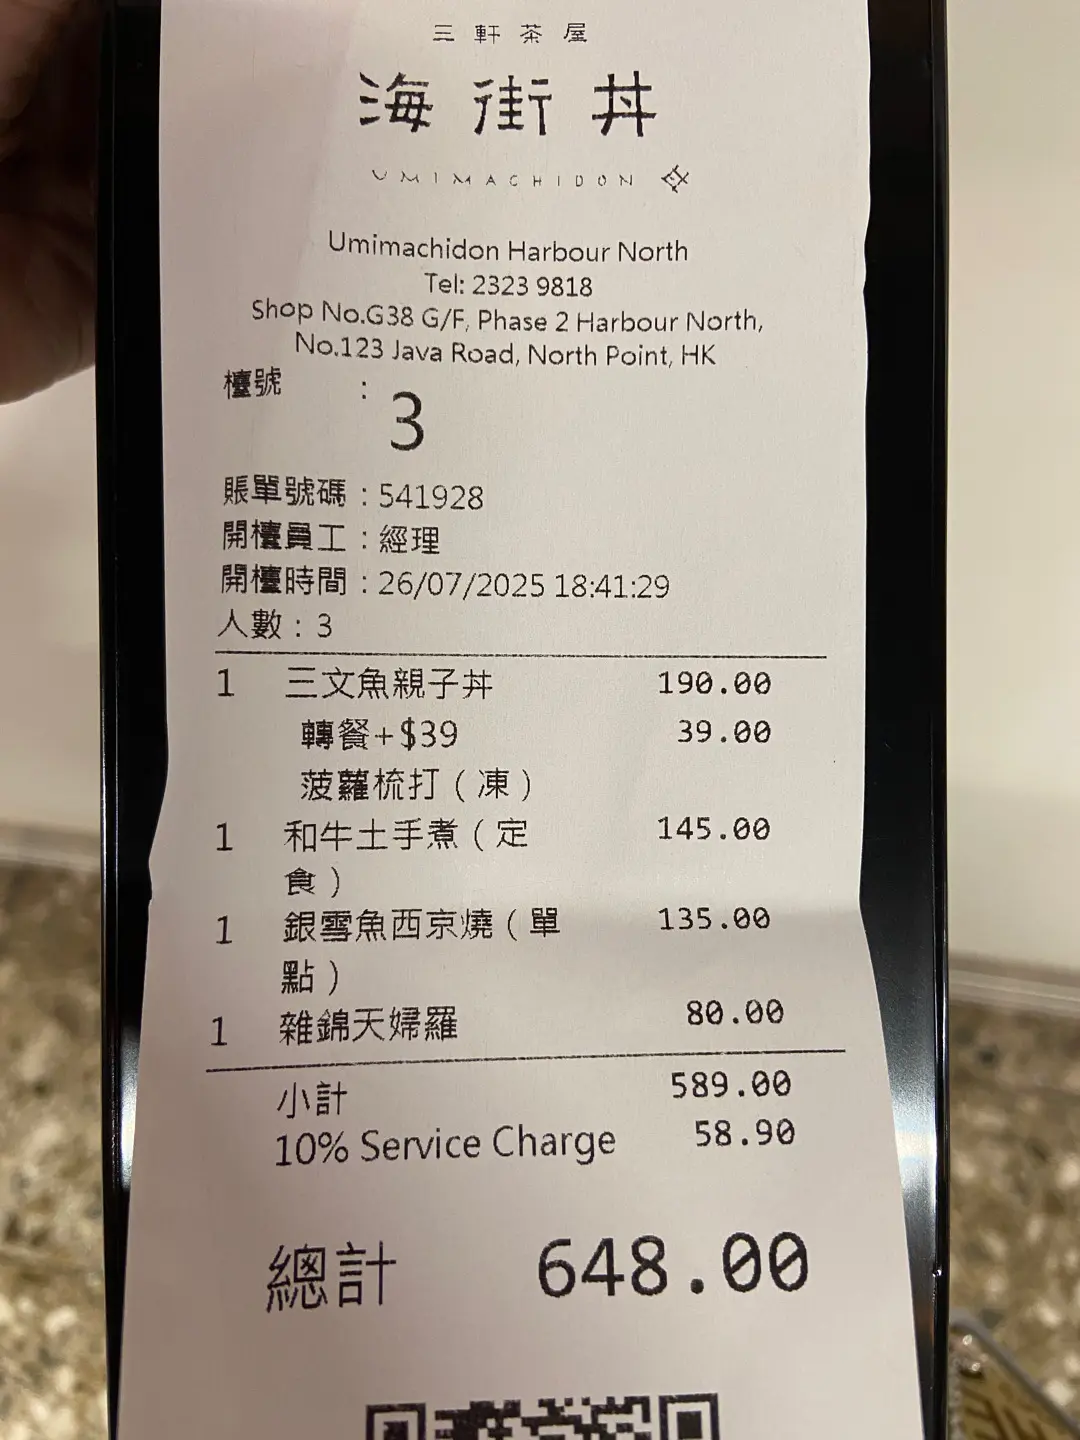 三軒茶屋
海街丼
UMIMACHIDON
Umimachidon Harbour North
Tel: 2323 9818
Shop No.G38 G/F, Phase 2 Harbour North,
No.123 Java Road, North Point, HK
檯號 : 3
賬單號碼 : 541928
開檯員工 : 經理
開檯時間 : 26/07/2025 18:41:29
人數 : 3
1 三文魚親子丼 190.00
轉餐+$39 39.00
菠蘿梳打 ( 凍 )
1 和牛土手煮 ( 定 145.00
食 )
1 銀雪魚西京燒 ( 單 135.00
點 )
1 雜錦天婦羅 80.00
小計 589.00
10% Service Charge 58.90
總計 648.00